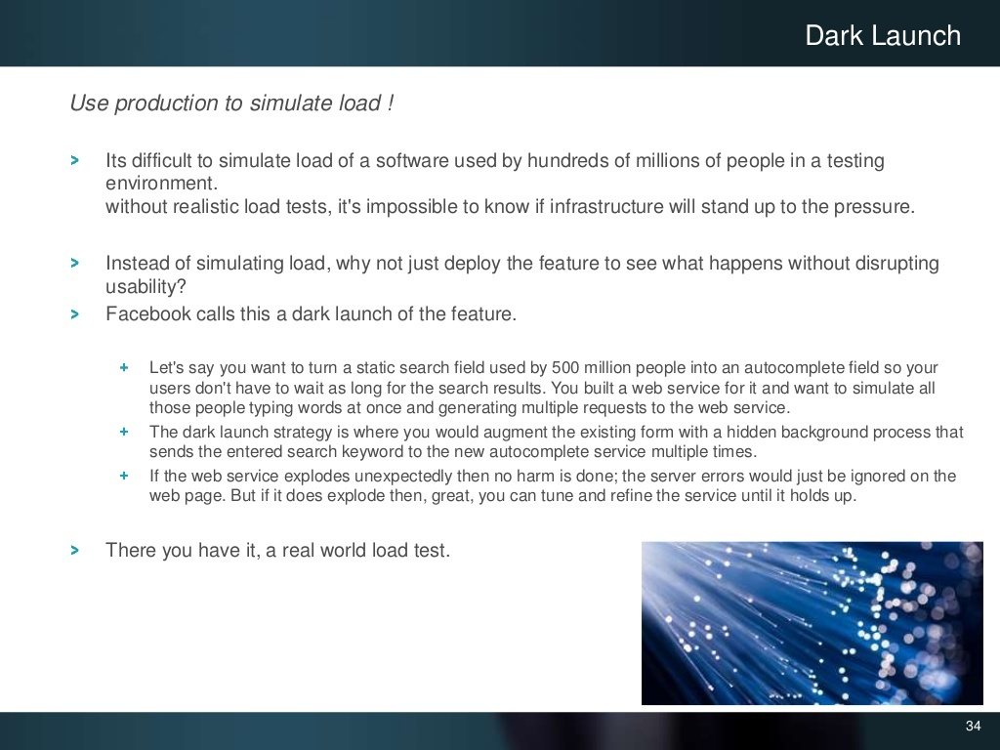 Dark Launch
Use production to simulate load !
> Its difficult to simulate load of a software used by hundreds of millions of people in a testing
environment.
without realistic load tests, it's impossible to know if infrastructure will stand up to the pressure.
> Instead of simulating load, why not just deploy the feature to see what happens without disrupting
usability?
> Facebook calls this a dark launch of the feature.
+ Let's say you want to turn a static search field used by 500 million people into an autocomplete field so your
users don't have to wait as long for the search results. You built a web service for it and want to simulate all
those people typing words at once and generating multiple requests to the web service.
+ The dark launch strategy is where you would augment the existing form with a hidden background process that
sends the entered search keyword to the new autocomplete service multiple times.
+ If the web service explodes unexpectedly then no harm is done; the server errors would just be ignored on the
web page. But if it does explode then, great, you can tune and refine the service until it holds up.
> There you have it, a real world load test.
34